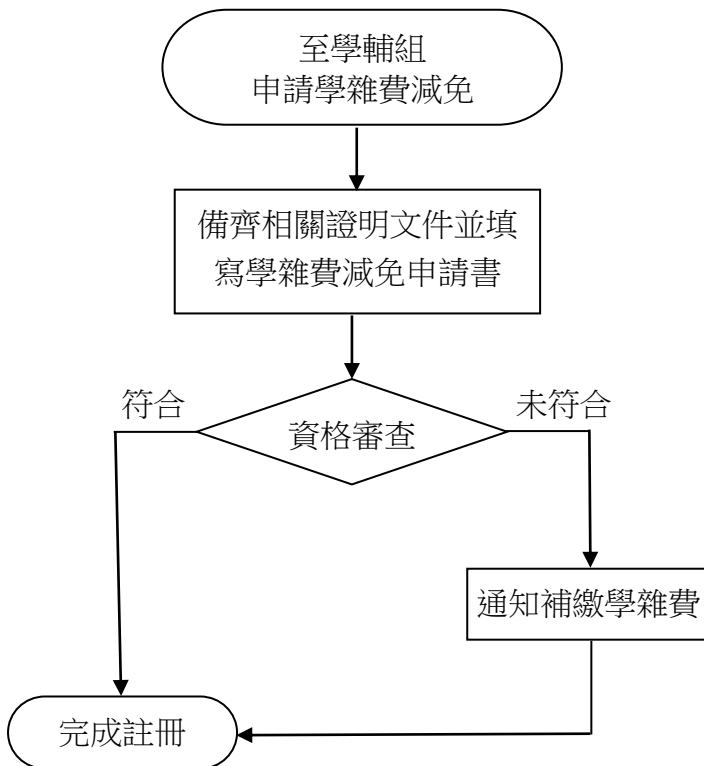 至學輔組
申請學雜費減免
備齊相關證明文件並填
寫學雜費減免申請書
符合
未符合
資格審查
通知補繳學雜費
完成註冊